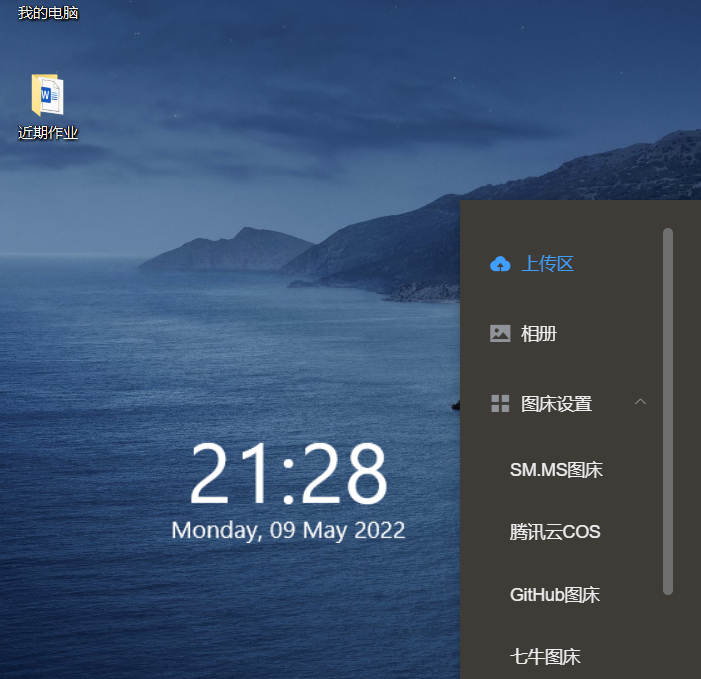 我的电脑
近期作业
上传区
相册
图床设置
21:28
Monday, 09 May 2022
SM.MS图床
腾讯云COS
GitHub图床
七牛图床